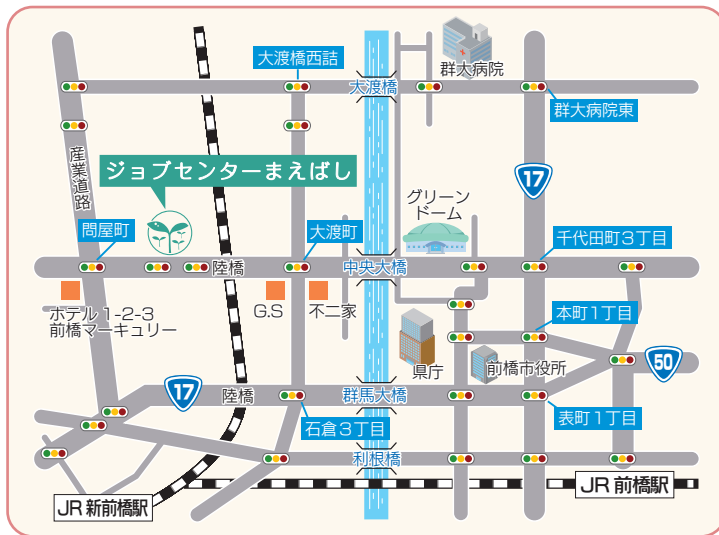 群大病院
大渡橋西詰
大渡橋
群大病院東
産業道路
ジョブセンターまえばし
17
グリーン
ドーム
問屋町
大渡町
千代田町3丁目
陸橋
中央大橋
ホテル1-2-3
前橋マーキュリー
G.S
不二家
本町1丁目
県庁
前橋市役所
50
17
陸橋
群馬大橋
石倉3丁目
表町1丁目
利根橋
JR 新前橋駅
JR 前橋駅